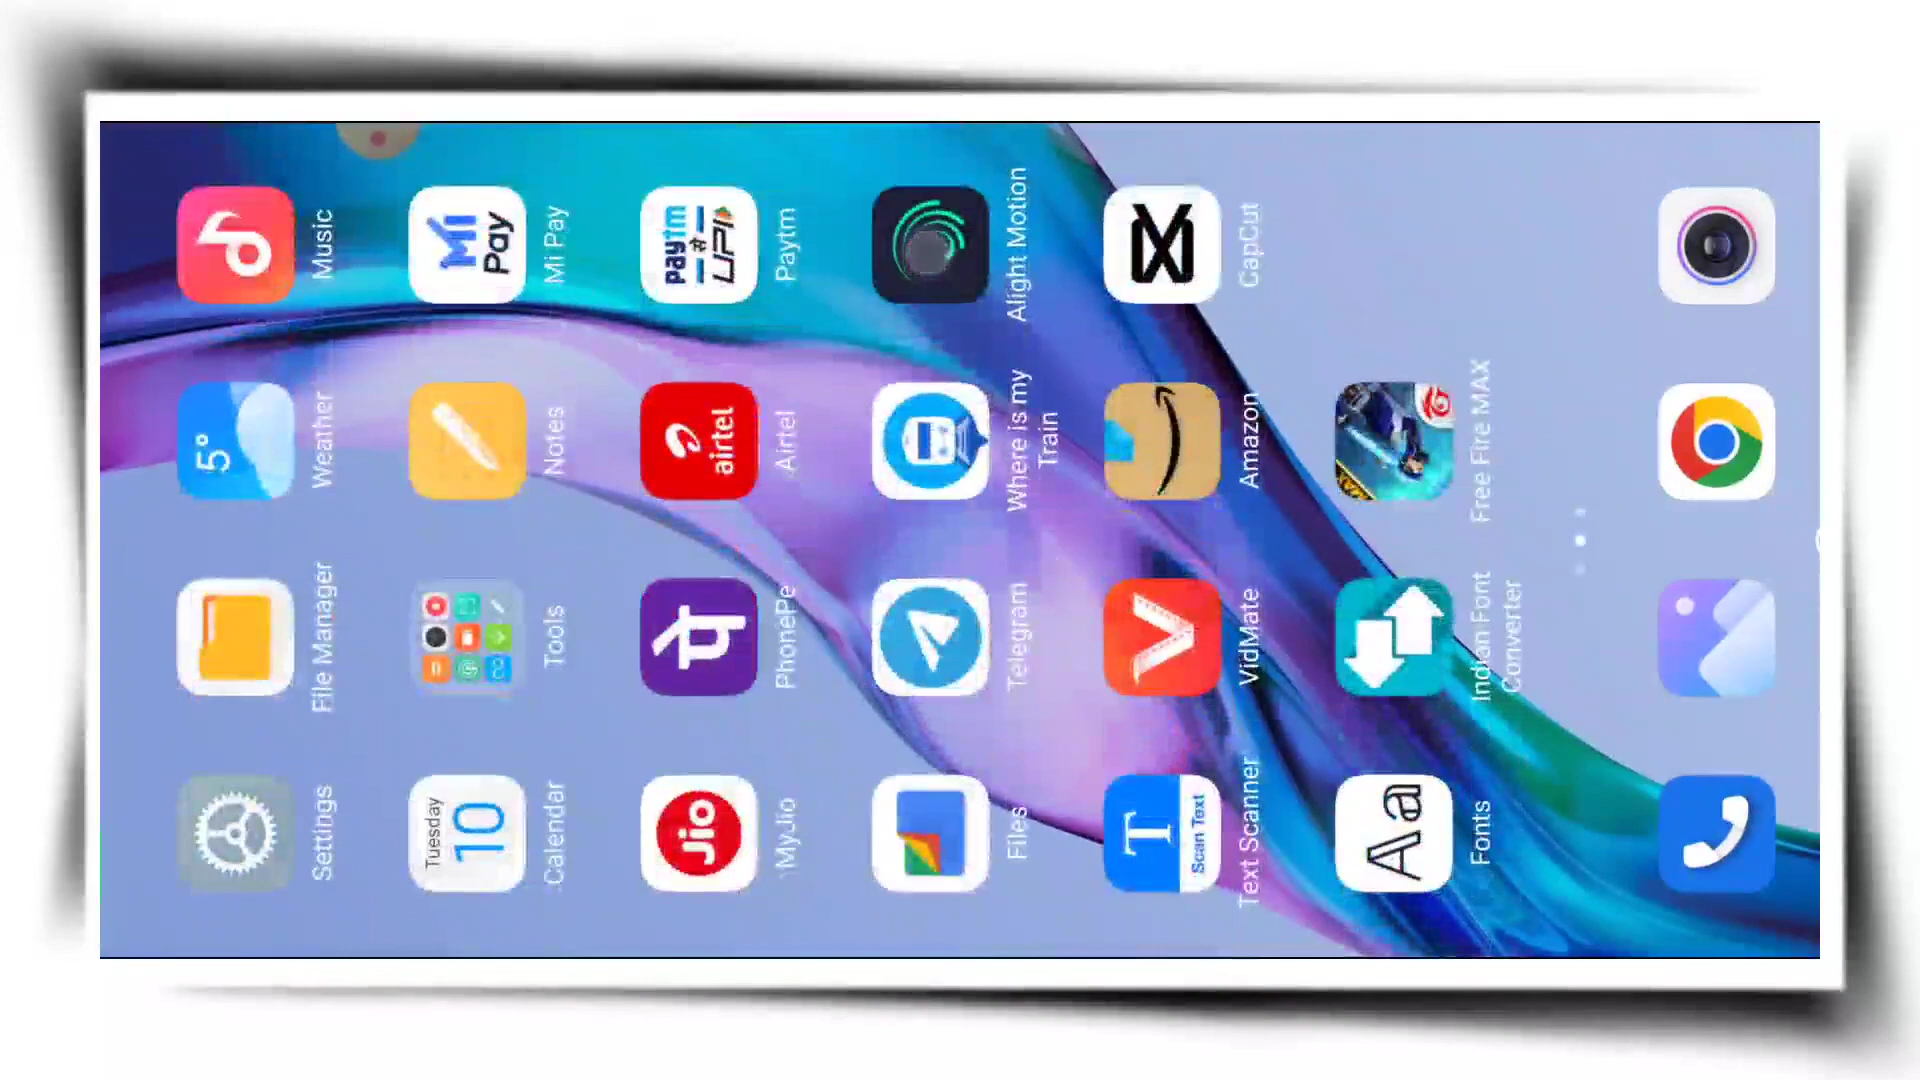 Settings
File Manager
5°
Weather
Music
Tuesday
10
.Calendar
Tools
Notes
Mi
Pay
Mi Pay
Jio
MyJio
पे
PhonePe
airtel
Airtel
paytm
से
UPI
Paytm
Files
Telegram
Where is my
Train
Alight Motion
T
Scan Text
Text Scanner
VidMate
Amazon
CapCut
Aa
Fonts
Indian Font
Converter
MAX
Free Fire MAX